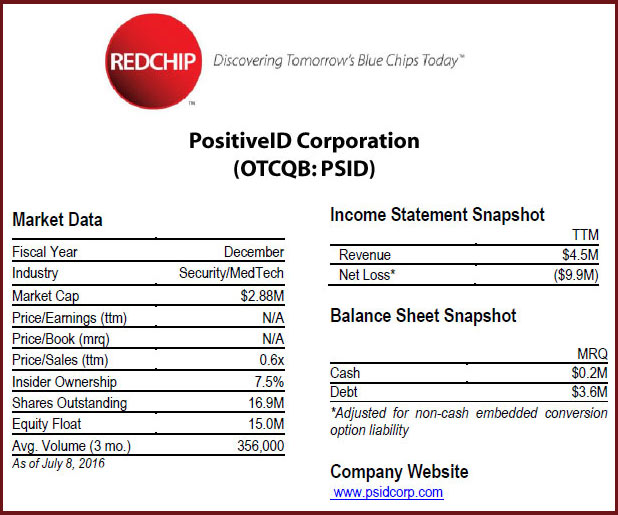 REDCHIP
Discovering Tomorrow's Blue Chips Today™
™
PositiveID Corporation
(OTCQB: PSID)
Market Data
Fiscal Year December
Industry Security/MedTech
Market Cap $2.88M
Price/Earnings (ttm) N/A
Price/Book (mrq) N/A
Price/Sales (ttm) 0.6x
Insider Ownership 7.5%
Shares Outstanding 16.9M
Equity Float 15.0M
Avg. Volume (3 mo.) 356,000
As of July 8, 2016
Income Statement Snapshot
TTM
Revenue $4.5M
Net Loss* ($9.9M)
Balance Sheet Snapshot
MRQ
Cash $0.2M
Debt $3.6M
*Adjusted for non-cash embedded conversion
option liability
Company Website
www.psidcorp.com